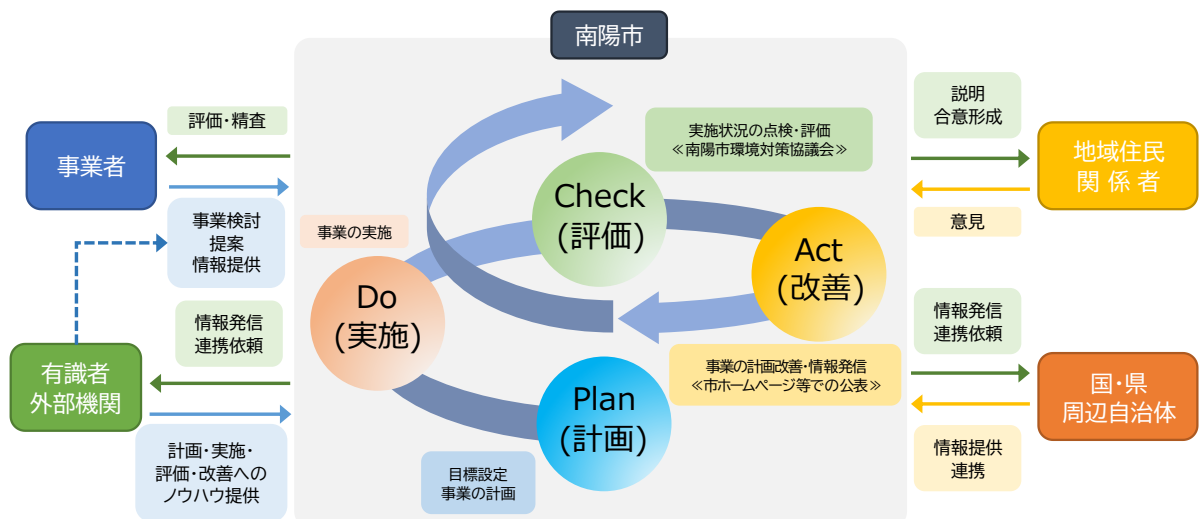 南陽市
評価・精査
事業者
事業検討
提案
情報提供
情報発信
連携依頼
有識者
外部機関
計画・実施・
評価・改善への
ノウハウ提供
実施状況の点検・評価
≪南陽市環境対策協議会≫
Check
(評価)
事業の実施
Act
(改善)
Do
(実施)
事業の計画改善・情報発信
≪市ホームページ等での公表≫
Plan
(計画)
目標設定
事業の計画
説明
合意形成
地域住民
関係者
意見
情報発信
連携依頼
国・県
周辺自治体
情報提供
連携